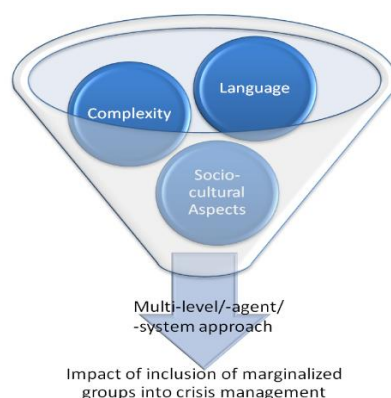 Language
Complexity
Socio-
cultural
Aspects
Multi-level/-agent/
-system approach
Impact of inclusion of marginalized
groups into crisis management